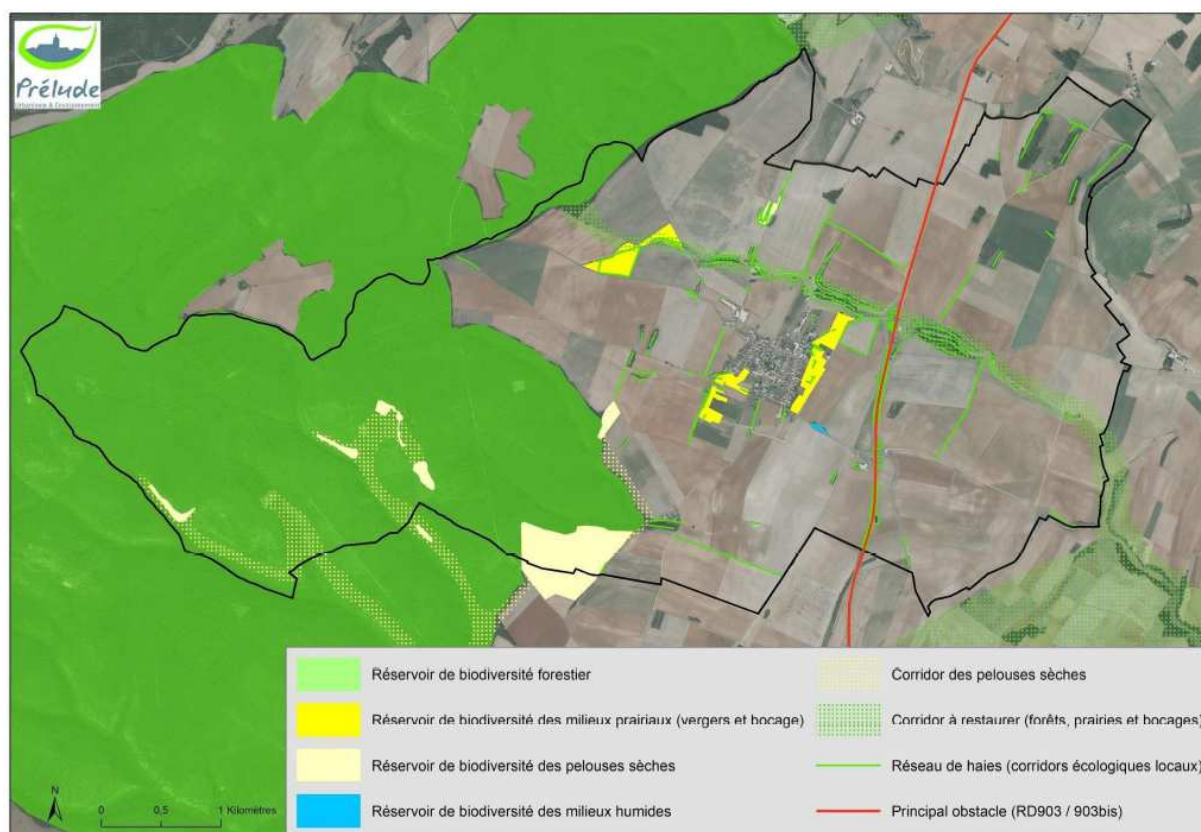 Prélude
Urbanisme & Environnement
Réservoir de biodiversité forestier
Réservoir de biodiversité des milieux prairiaux (vergers et bocage)
Réservoir de biodiversité des pelouses sèches
Réservoir de biodiversité des milieux humides
Corridor des pelouses sèches
Corridor à restaurer (forêts, prairies et bocages)
Réseau de haies (corridors écologiques locaux)
Principal obstacle (RD903 / 903bis)
N
0 0,5 1 Kilomètres